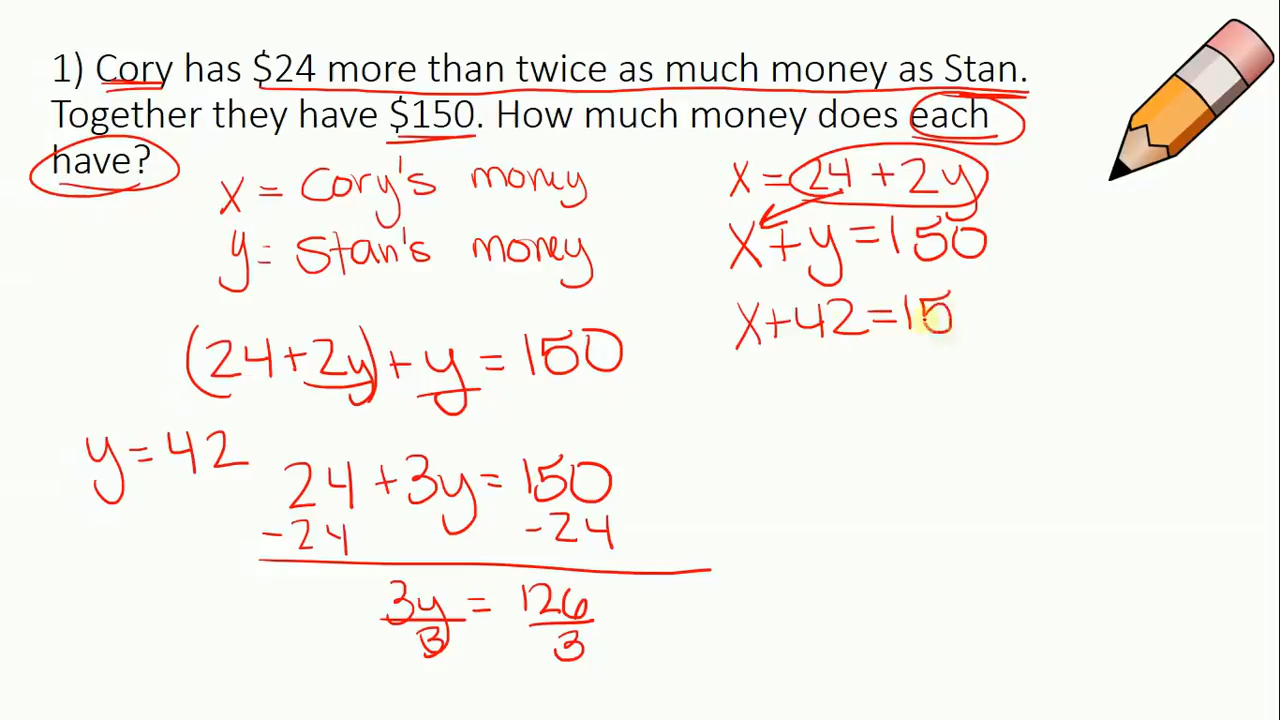 1) Cory has $24 more than twice as much money as Stan.
Together they have $150. How much money does each
have?
x = Cory's money
y = Stan's money
(24+2y) + y = 150
y = 42
24 + 3y = 150
-24 -24
3y = 126
3 3
x = 24 + 2y
x + y = 150
x + 42 = 15